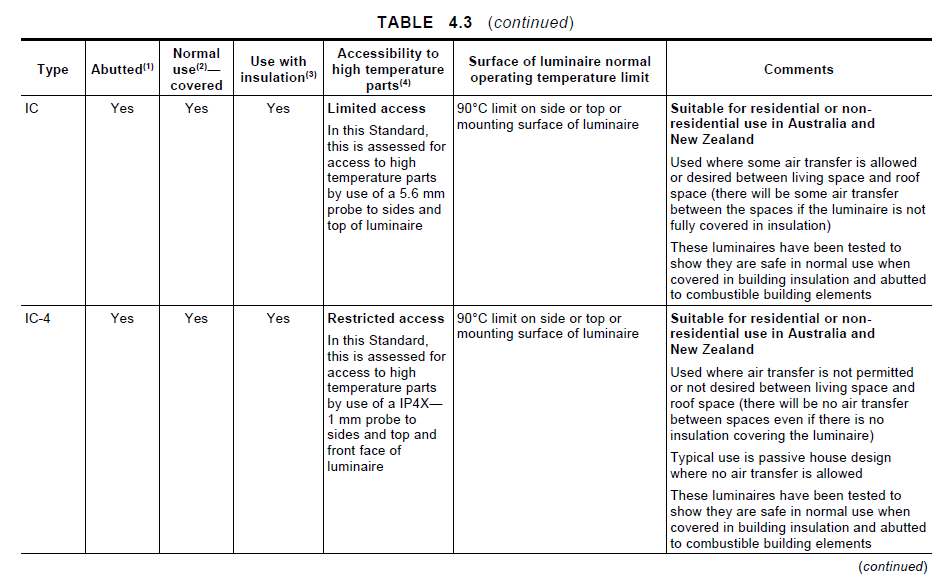 TABLE 4.3 (continued)
Type
Abutted(1)
Normal
use(2)—
covered
Use with
insulation(3)
Accessibility to
high temperature
parts(4)
Surface of luminaire normal
operating temperature limit
Comments
IC
Yes
Yes
Yes
Limited access
In this Standard,
this is assessed for
access to high
temperature parts
by use of a 5.6 mm
probe to sides and
top of luminaire
90°C limit on side or top or
mounting surface of luminaire
Suitable for residential or non-
residential use in Australia and
New Zealand
Used where some air transfer is allowed
or desired between living space and roof
space (there will be some air transfer
between the spaces if the luminaire is not
fully covered in insulation)
These luminaires have been tested to
show they are safe in normal use when
covered in building insulation and abutted
to combustible building elements
IC-4
Yes
Yes
Yes
Restricted access
In this Standard,
this is assessed for
access to high
temperature parts
by use of a IP4X—
1 mm probe to
sides and top and
front face of
luminaire
90°C limit on side or top or
mounting surface of luminaire
Suitable for residential or non-
residential use in Australia and
New Zealand
Used where air transfer is not permitted
or not desired between living space and
roof space (there will be no air transfer
between spaces even if there is no
insulation covering the luminaire)
Typical use is passive house design
where no air transfer is allowed
These luminaires have been tested to
show they are safe in normal use when
covered in building insulation and abutted
to combustible building elements
(continued)